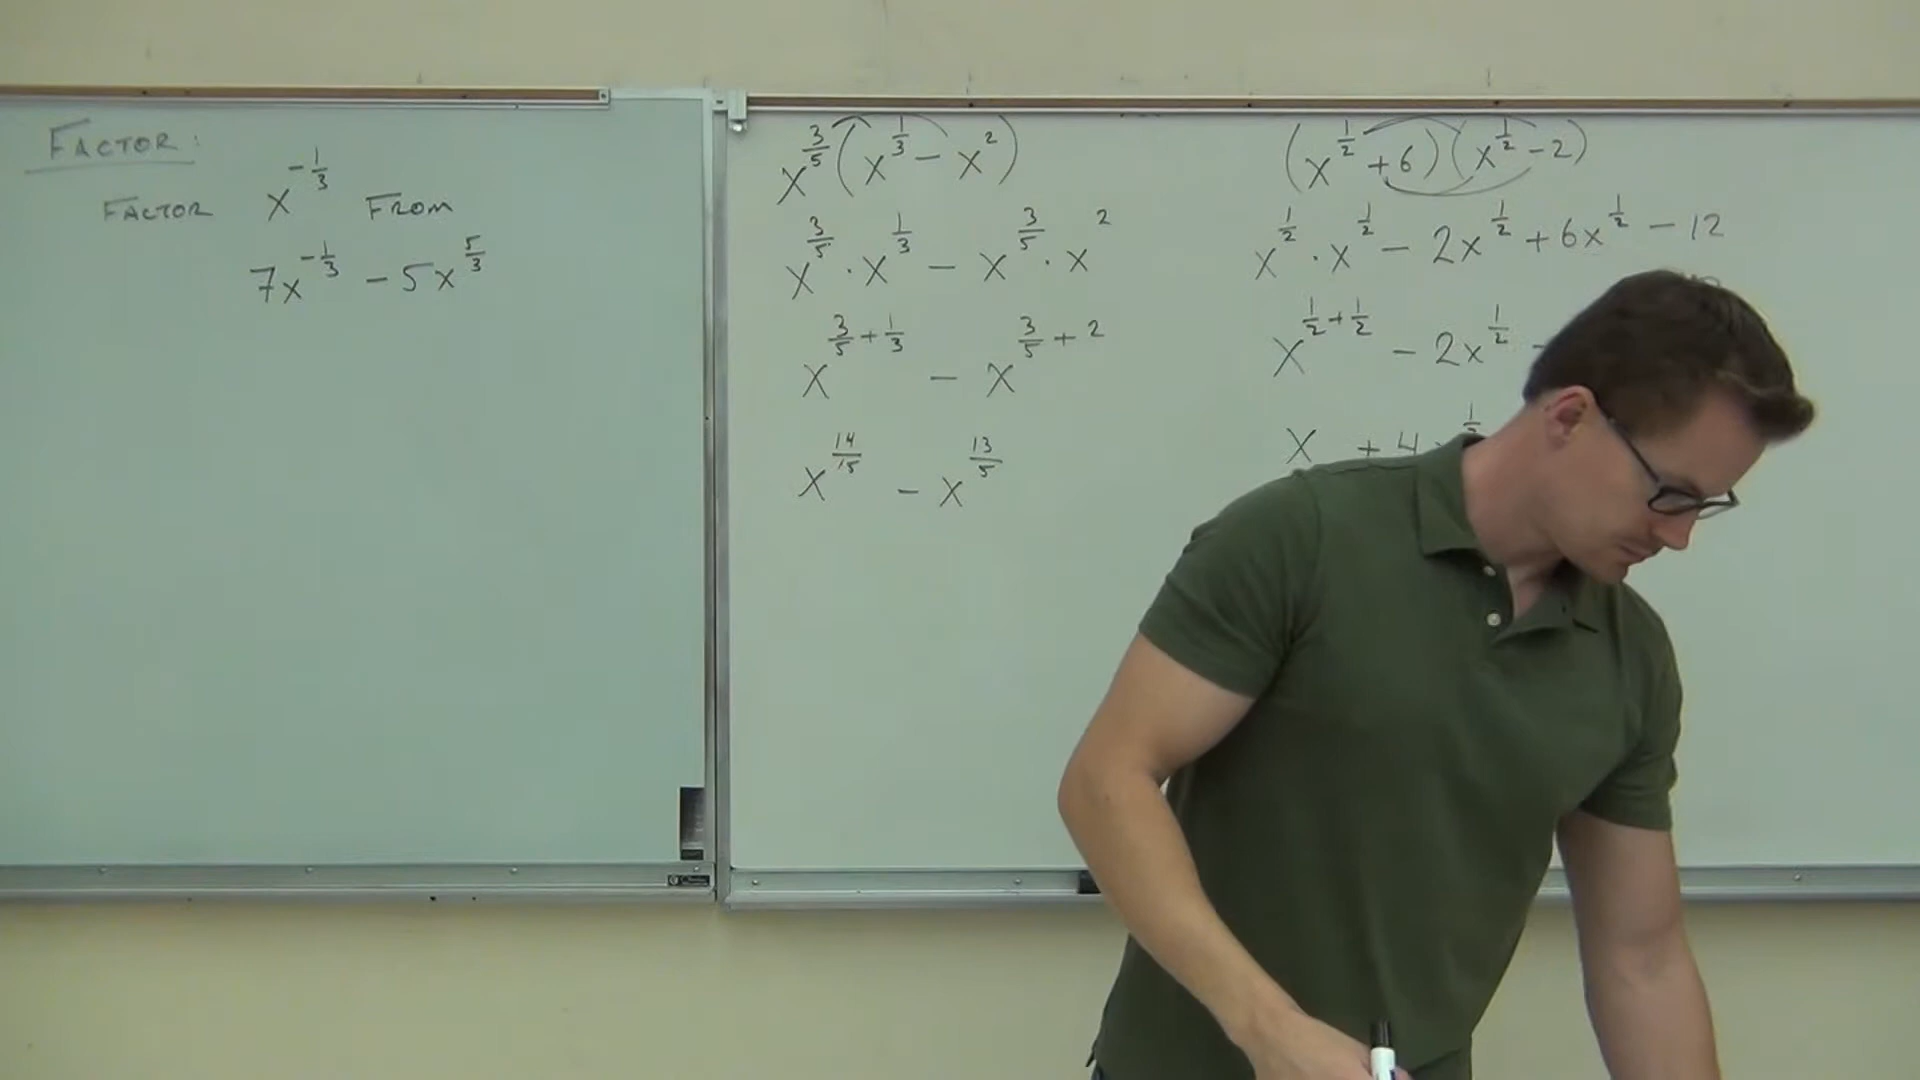 FACTOR:
FACTOR x^{-1/3} FROM
7x^{-1/3} - 5x^{5/3}
x^{3/5}(x^{1/3} - x^2)
x^{3/5} · x^{1/3} - x^{3/5} · x^2
x^{3/5 + 1/3} - x^{3/5 + 2}
x^{14/15} - x^{13/5}
(x^{1/2} + 6)(x^{1/2} - 2)
x^{1/2} · x^{1/2} - 2x^{1/2} + 6x^{1/2} - 12
x^{1/2 + 1/2} - 2x^{1/2}
x + 4